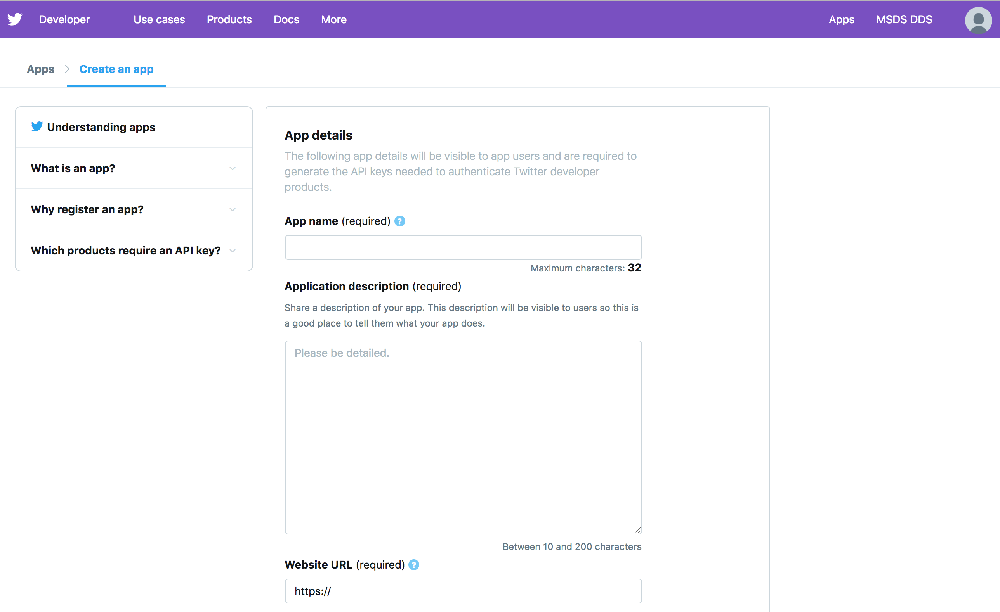 Developer Use cases Products Docs More Apps MSDS DDS
Apps Create an app
Understanding apps
What is an app?
Why register an app?
Which products require an API key?
App details
The following app details will be visible to app users and are required to
generate the API keys needed to authenticate Twitter developer
products.
App name (required) ?
Maximum characters: 32
Application description (required)
Share a description of your app. This description will be visible to users so this is
a good place to tell them what your app does.
Please be detailed.
Between 10 and 200 characters
Website URL (required) ?
https://